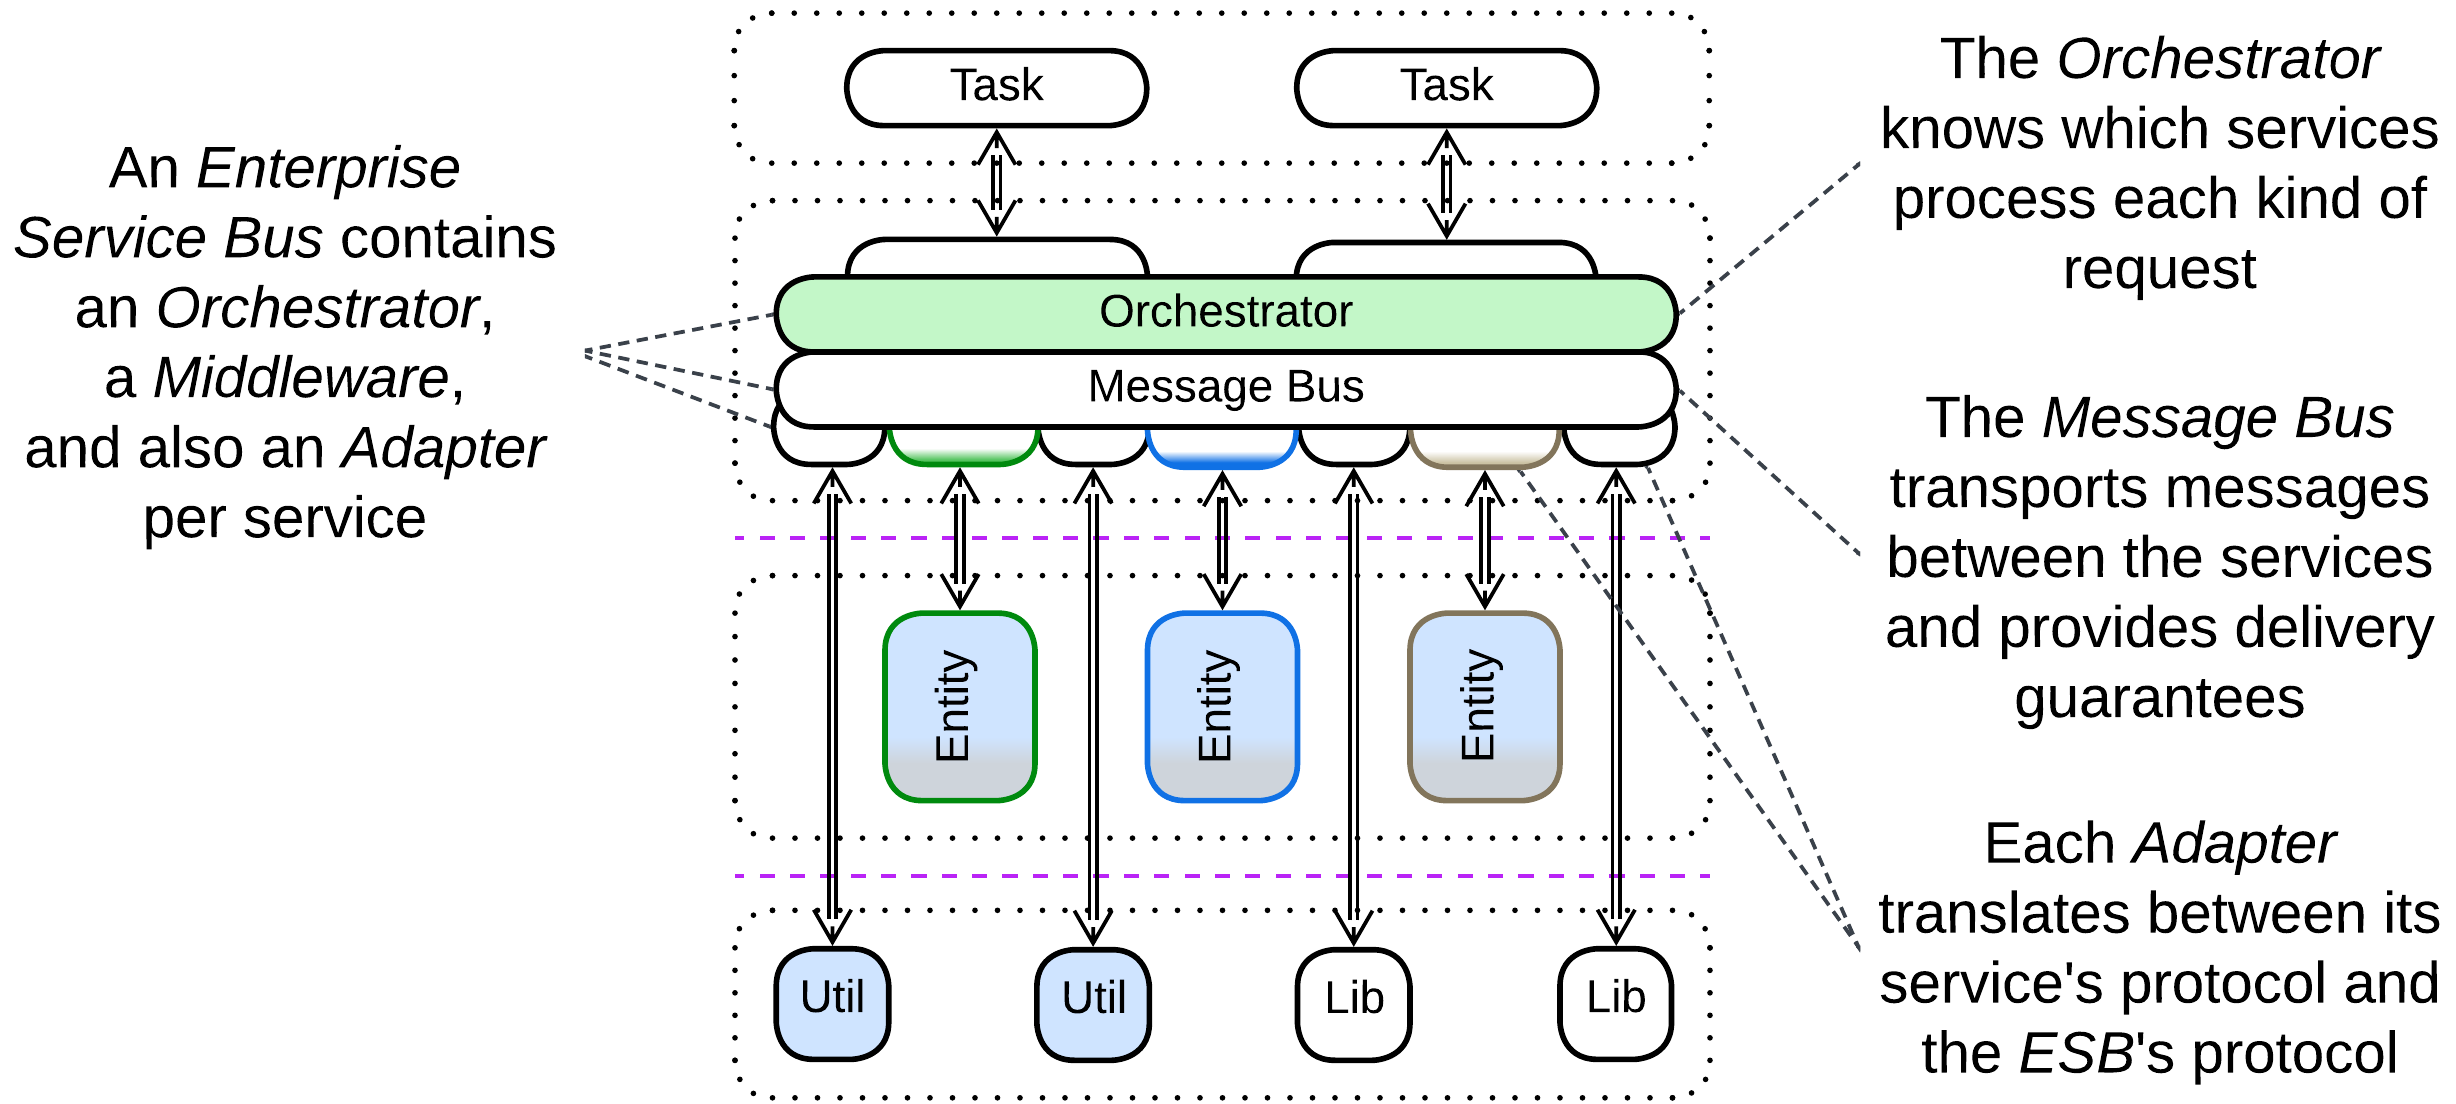 An Enterprise
Service Bus contains
an Orchestrator,
a Middleware,
and also an Adapter
per service
Task
Task
Orchestrator
Message Bus
Entity
Entity
Entity
Util
Util
Lib
Lib
The Orchestrator
knows which services
process each kind of
request
The Message Bus
transports messages
between the services
and provides delivery
guarantees
Each Adapter
translates between its
service's protocol and
the ESB's protocol